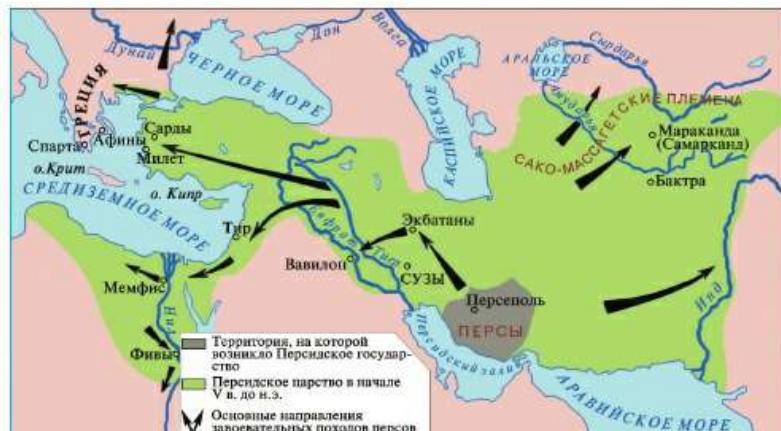 Дунай
Дон
Волга
ЧЕРНОЕ МОРЕ
КАСПИЙСКОЕ МОРЕ
АРАЛЬСКОЕ
МОРЕ
Сырдарья
Амударья
САКО-МАССАГЕТСКИЕ ПЛЕМЕНА
Мараканда
(Самарканд)
Бактра
ГРЕЦИЯ
Спарта
Афины
Сарды
Милет
о.Крит
о. Кипр
СРЕДИЗЕМНОЕ МОРЕ
Тир
Евфрат
Тигр
Экбатаны
Вавилон
СУЗЫ
Персеполь
ПЕРСЫ
Персидский залив
Инд
АРАВИЙСКОЕ МОРЕ
Мемфис
Нил
Фивы
Территория, на которой
возникло Персидское государ-
ство
Персидское царство в начале
V в. до н.э.
Основные направления
завоевательных походов персов